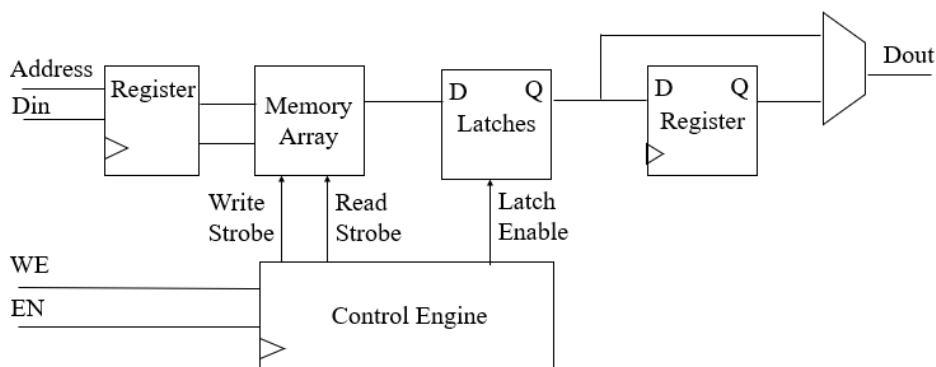 Address
Din
Register
Memory
Array
D Q
Latches
D Q
Register
Dout
Write
Strobe
Read
Strobe
Latch
Enable
WE
EN
Control Engine